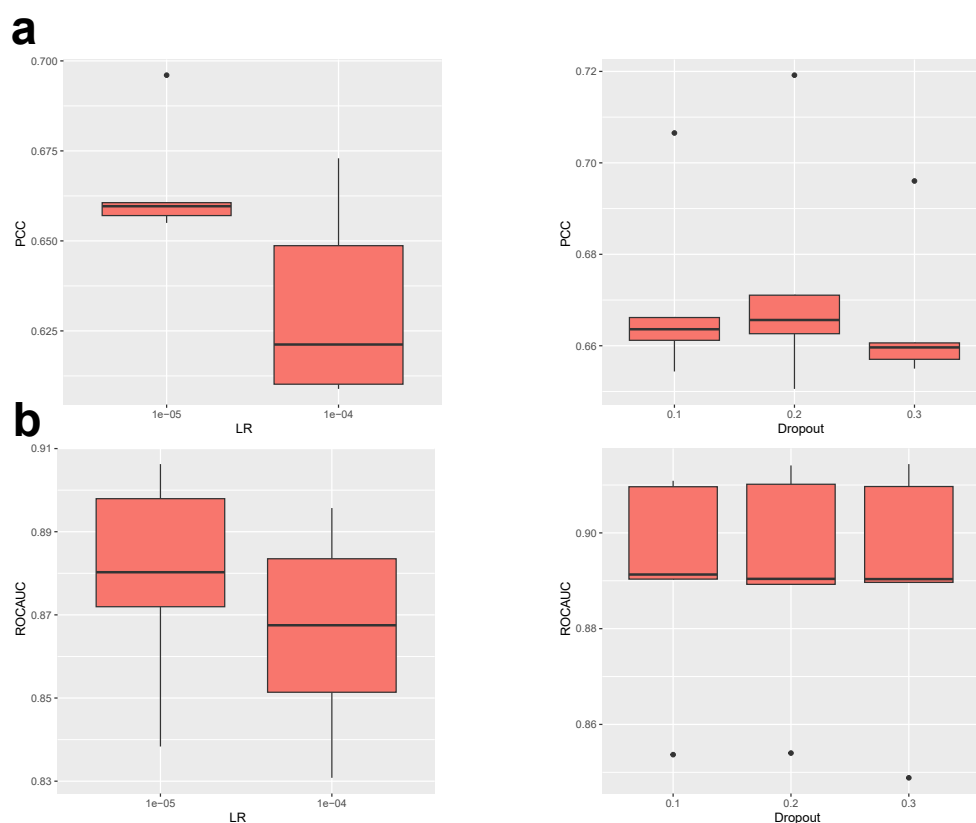 a
0.700
0.675
0.650
0.625
PCC
1e−05 1e−04
LR
0.72
0.70
0.68
0.66
PCC
0.1 0.2 0.3
Dropout
b
0.91
0.89
0.87
0.85
0.83
ROCAUC
1e−05 1e−04
LR
0.90
0.88
0.86
ROCAUC
0.1 0.2 0.3
Dropout